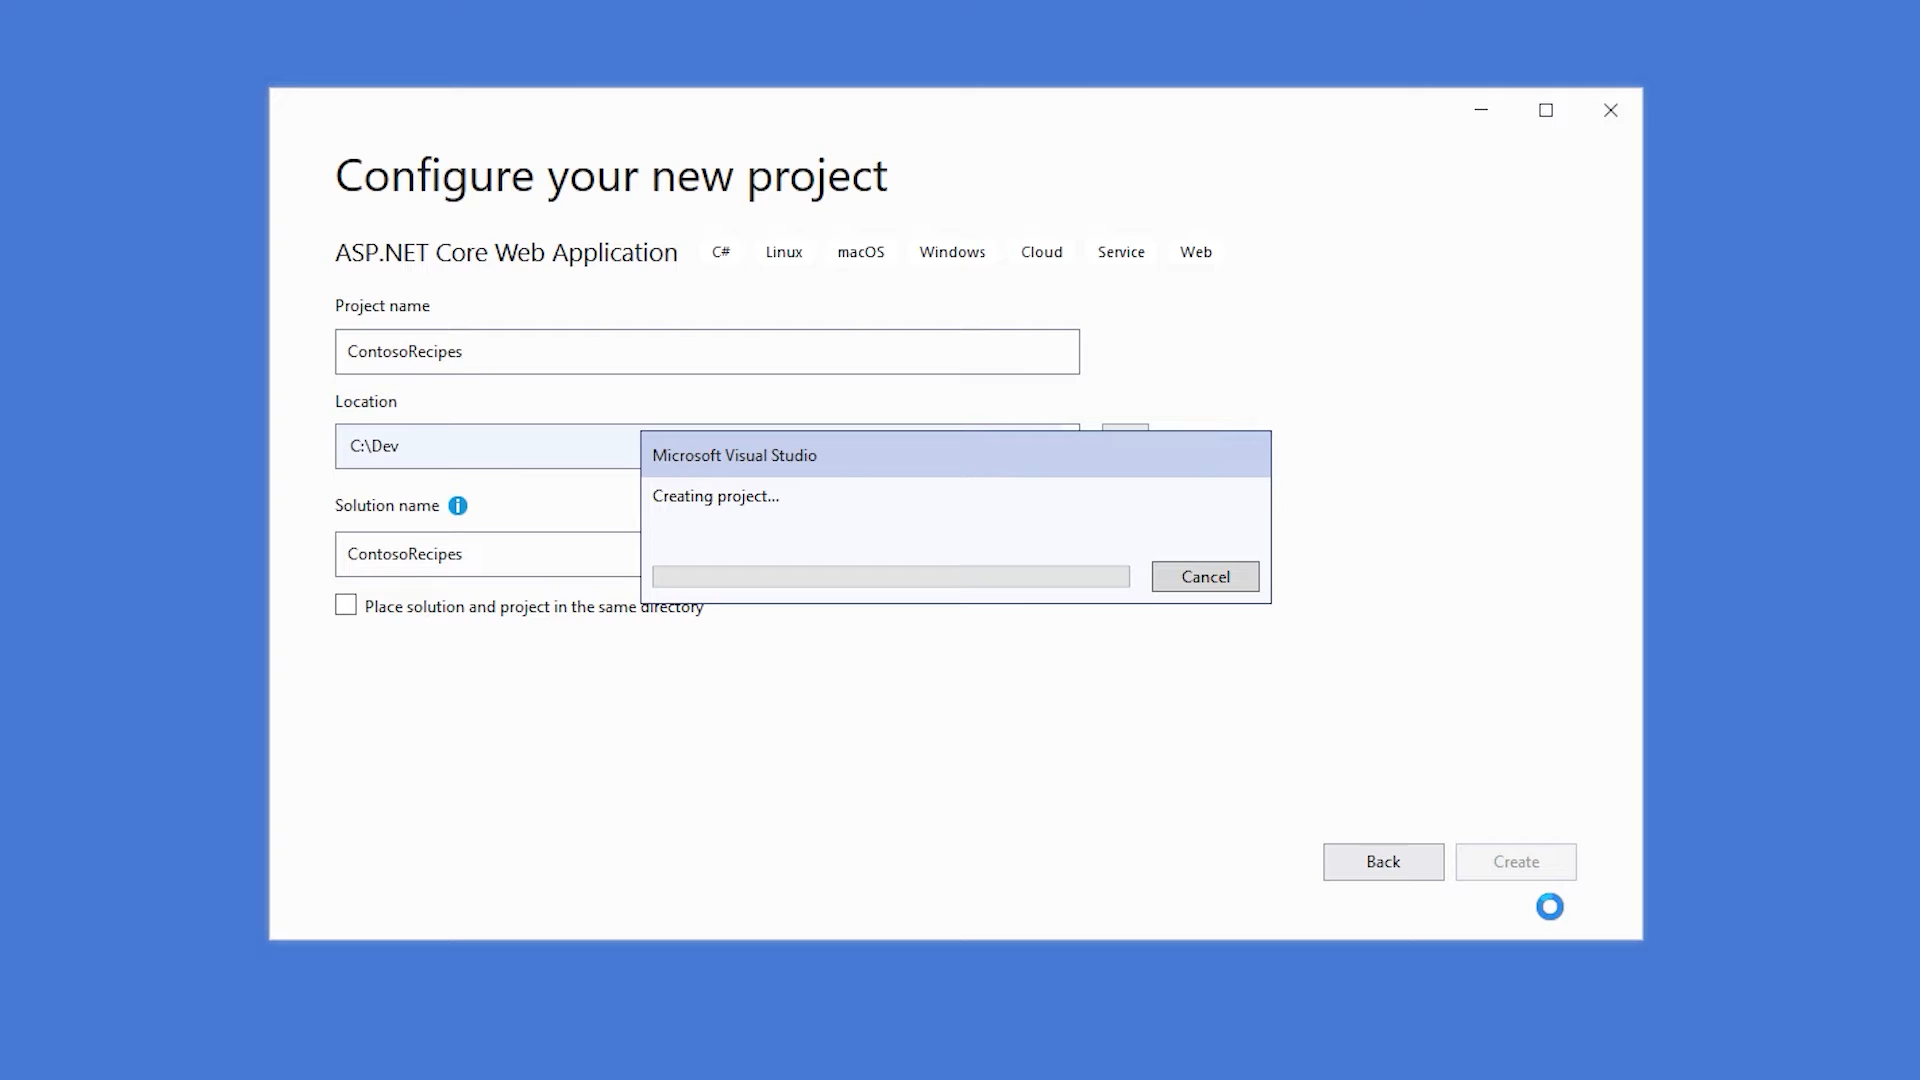 Configure your new project
ASP.NET Core Web Application C# Linux macOS Windows Cloud Service Web
Project name
ContosoRecipes
Location
C:\Dev
Microsoft Visual Studio
Creating project...
Cancel
Solution name
ContosoRecipes
Place solution and project in the same directory
Back Create